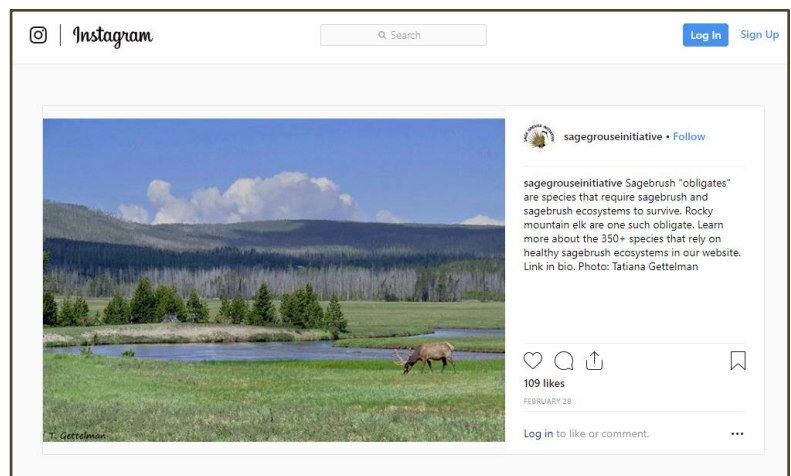 Instagram
Search
Log In
Sign Up
sagegrouseinitiative • Follow
sagegrouseinitiative Sagebrush "obligates"
are species that require sagebrush and
sagebrush ecosystems to survive. Rocky
mountain elk are one such obligate. Learn
more about the 350+ species that rely on
healthy sagebrush ecosystems in our website.
Link in bio. Photo: Tatiana Gettelman
109 likes
FEBRUARY 28
Log in to like or comment.
T. Gettelman